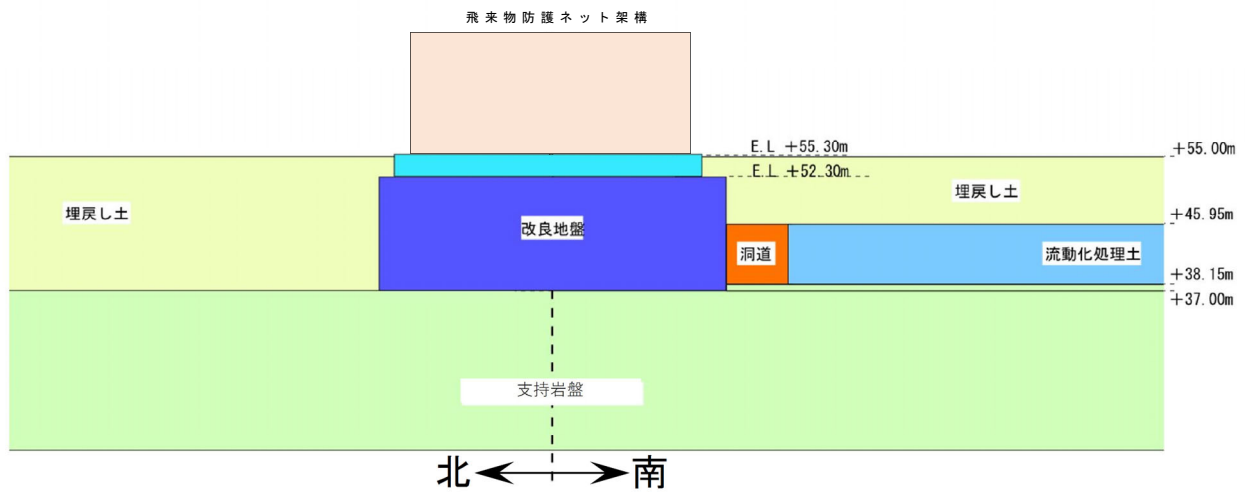 飛来物防護ネット架構
E.L +55.30m
+55.00m
E.L +52.30m
埋戻し土
埋戻し土
+45.95m
改良地盤
洞道
流動化処理土
+38.15m
+37.00m
支持岩盤
北
南